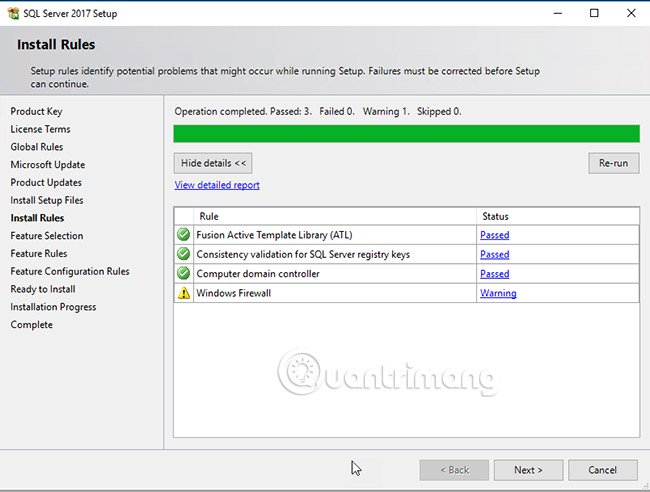 SQL Server 2017 Setup
Install Rules
Setup rules identify potential problems that might occur while running Setup. Failures must be corrected before Setup
can continue.
Product Key
License Terms
Global Rules
Microsoft Update
Product Updates
Install Setup Files
Install Rules
Feature Selection
Feature Rules
Feature Configuration Rules
Ready to Install
Installation Progress
Complete
Operation completed. Passed: 3.   Failed 0.   Warning 1.   Skipped 0.
Hide details <<
Re-run
View detailed report
Rule Status
Fusion Active Template Library (ATL) Passed
Consistency validation for SQL Server registry keys Passed
Computer domain controller Passed
Windows Firewall Warning
Quantrimang
< Back Next > Cancel